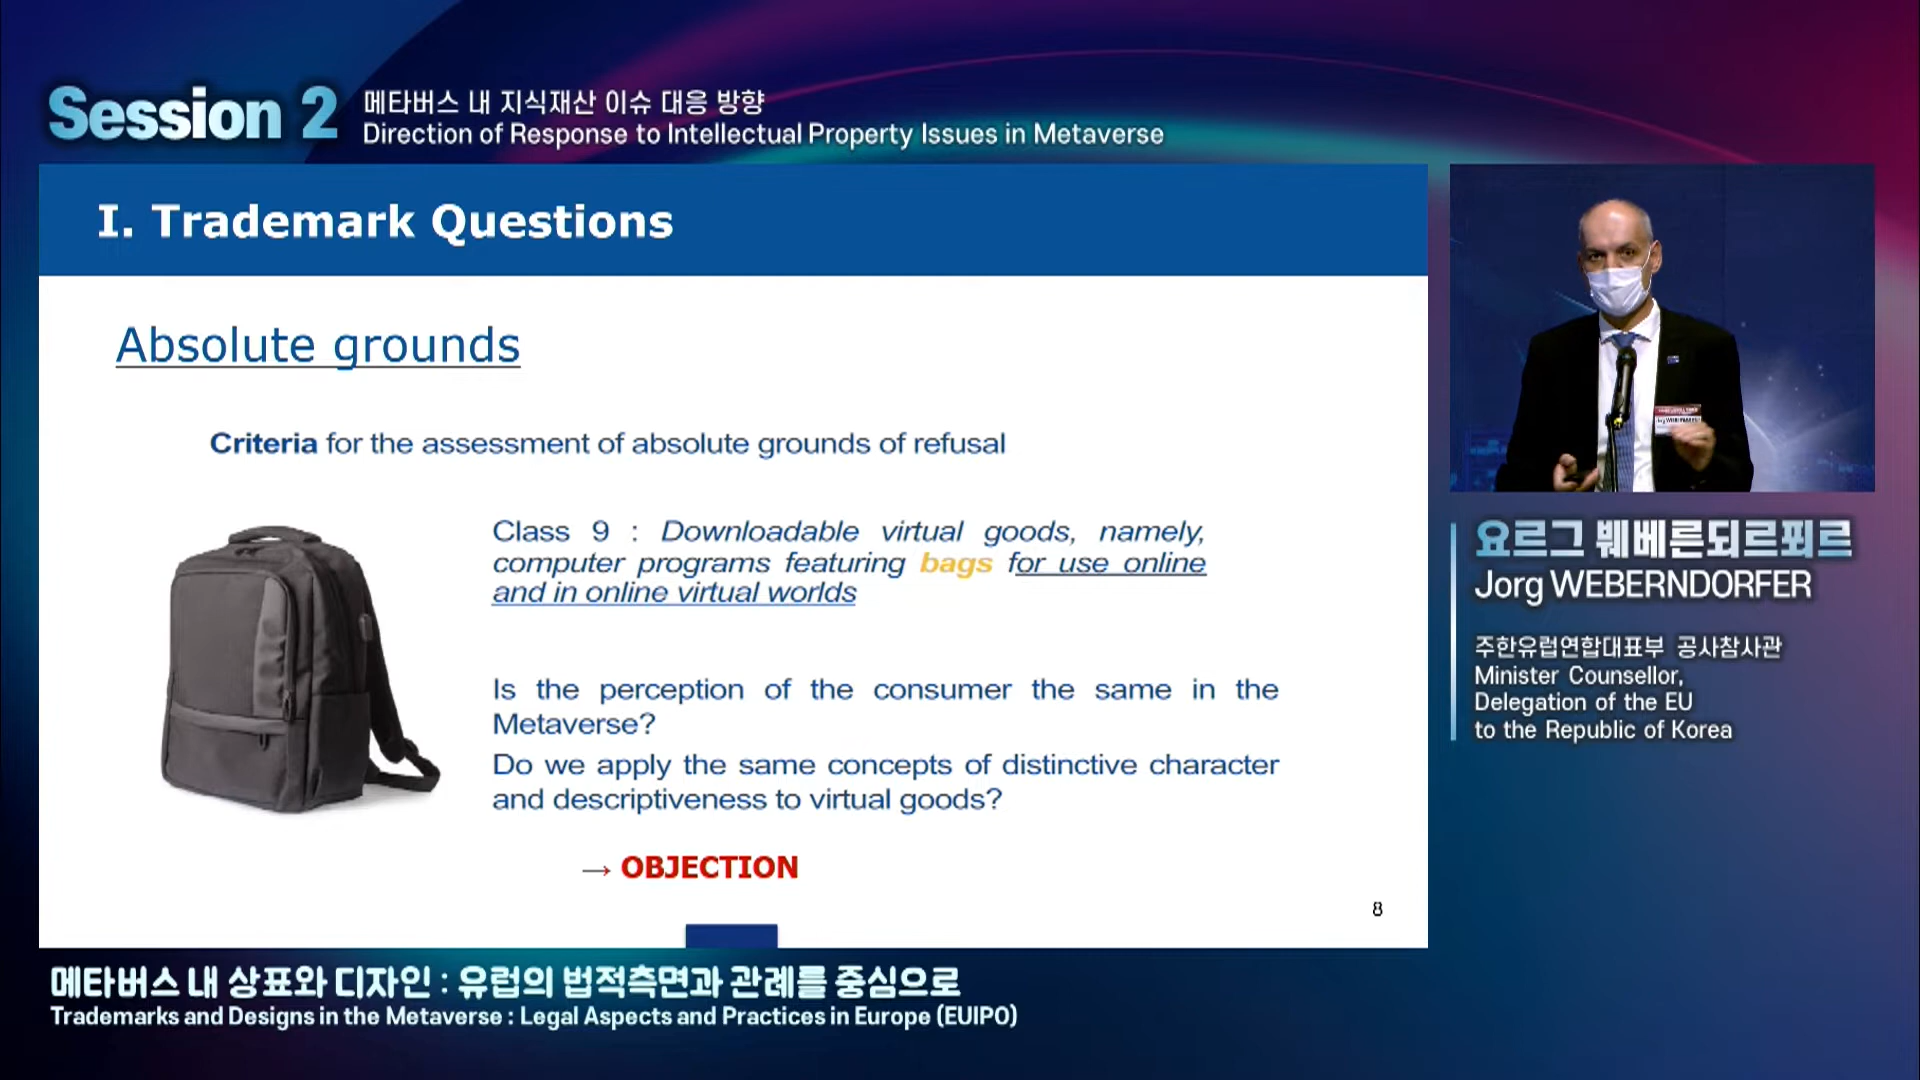 Session 2
메타버스 내 지식재산 이슈 대응 방향
Direction of Response to Intellectual Property Issues in Metaverse
I. Trademark Questions
Absolute grounds
Criteria for the assessment of absolute grounds of refusal
Class 9 : Downloadable virtual goods, namely,
computer programs featuring bags for use online
and in online virtual worlds
Is the perception of the consumer the same in the
Metaverse?
Do we apply the same concepts of distinctive character
and descriptiveness to virtual goods?
→ OBJECTION
8
요르그 붸베른되르푀르
Jorg WEBERNDORFER
주한유럽연합대표부 공사참사관
Minister Counsellor,
Delegation of the EU
to the Republic of Korea
메타버스 내 상표와 디자인 : 유럽의 법적측면과 관례를 중심으로
Trademarks and Designs in the Metaverse : Legal Aspects and Practices in Europe (EUIPO)